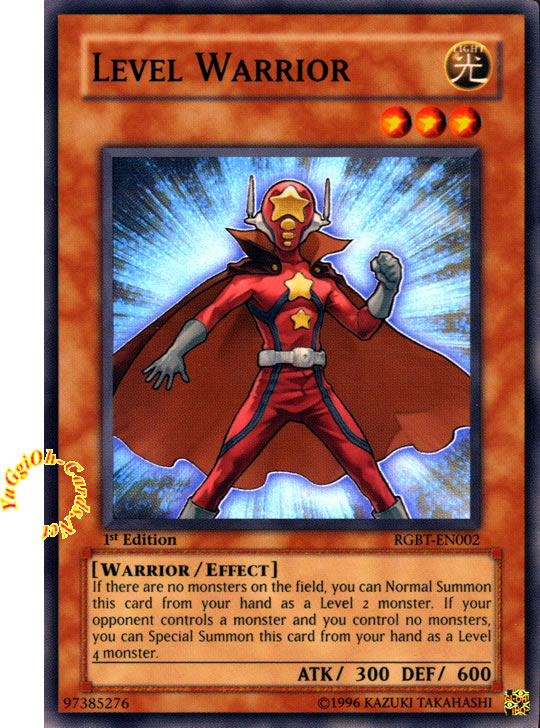 LEVEL WARRIOR
LIGHT
光
YuGgiOh-Cards.Net
1st Edition
RGBT-EN002
[WARRIOR/EFFECT]
If there are no monsters on the field, you can Normal Summon
this card from your hand as a Level 2 monster. If your
opponent controls a monster and you control no monsters,
you can Special Summon this card from your hand as a Level
4 monster.
ATK/ 300 DEF/ 600
97385276
©1996 KAZUKI TAKAHASHI